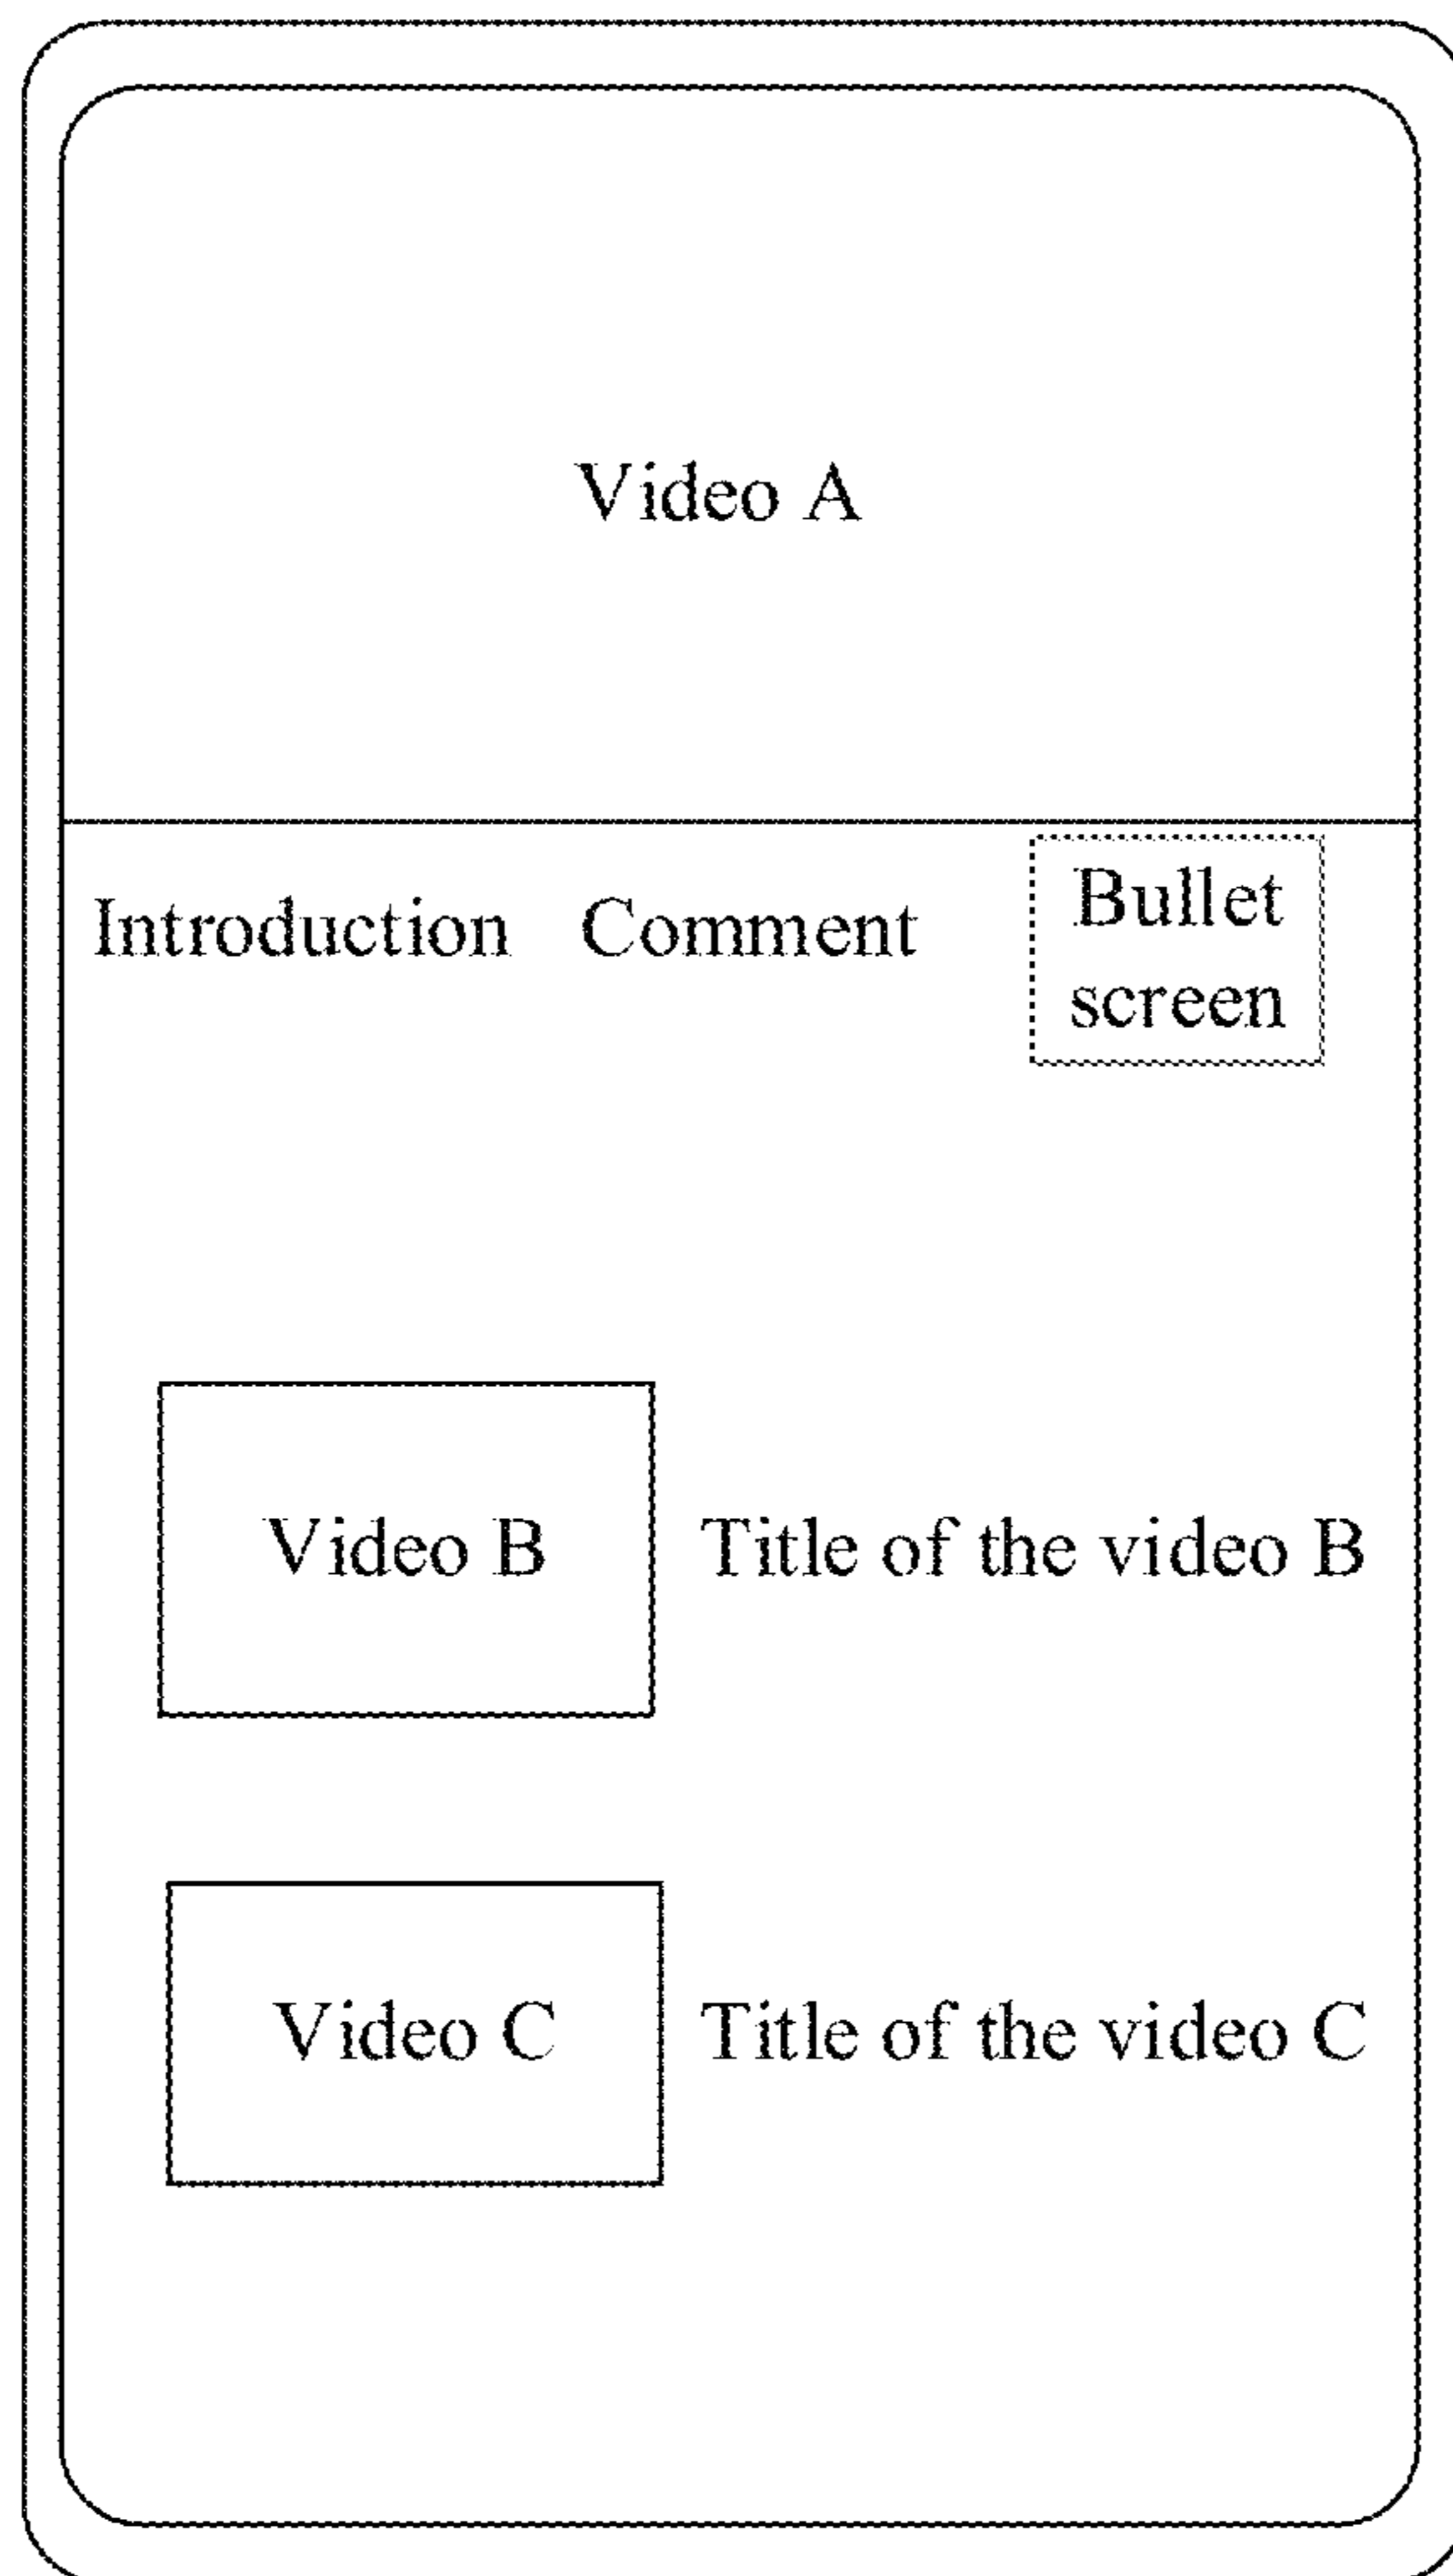 Video A
Introduction Comment
Bullet
screen
Video B Title of the video B
Video C Title of the video C